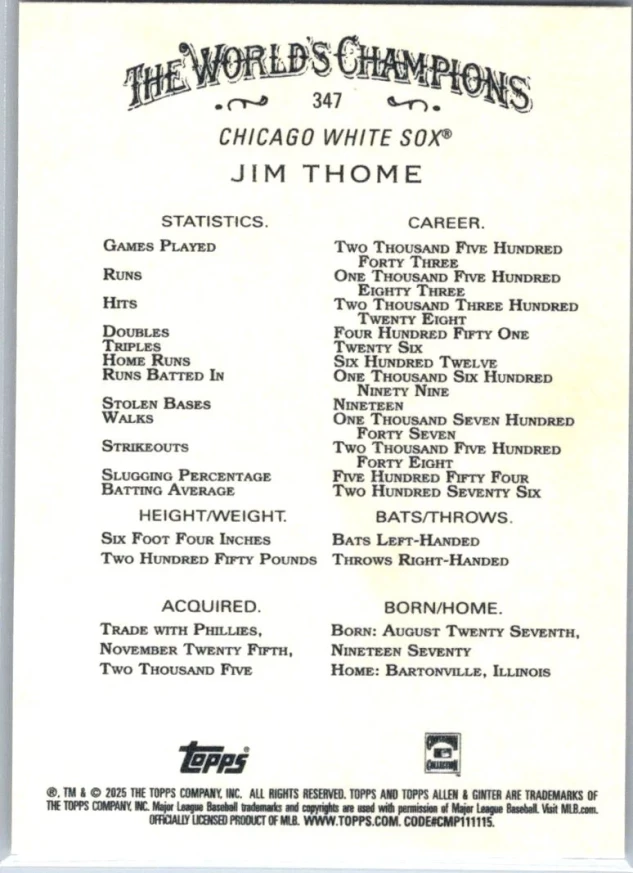 THE WORLD'S CHAMPIONS
347
CHICAGO WHITE SOX®
JIM THOME
STATISTICS. CAREER.
GAMES PLAYED TWO THOUSAND FIVE HUNDRED
FORTY THREE
RUNS ONE THOUSAND FIVE HUNDRED
EIGHTY THREE
HITS TWO THOUSAND THREE HUNDRED
TWENTY EIGHT
DOUBLES FOUR HUNDRED FIFTY ONE
TRIPLES TWENTY SIX
HOME RUNS SIX HUNDRED TWELVE
RUNS BATTED IN ONE THOUSAND SIX HUNDRED
NINETY NINE
STOLEN BASES NINETEEN
WALKS ONE THOUSAND SEVEN HUNDRED
FORTY SEVEN
STRIKEOUTS TWO THOUSAND FIVE HUNDRED
FORTY EIGHT
SLUGGING PERCENTAGE FIVE HUNDRED FIFTY FOUR
BATTING AVERAGE TWO HUNDRED SEVENTY SIX
HEIGHT/WEIGHT. BATS/THROWS.
SIX FOOT FOUR INCHES BATS LEFT-HANDED
TWO HUNDRED FIFTY POUNDS THROWS RIGHT-HANDED
ACQUIRED. BORN/HOME.
TRADE WITH PHILLIES, BORN: AUGUST TWENTY SEVENTH,
NOVEMBER TWENTY FIFTH, NINETEEN SEVENTY
TWO THOUSAND FIVE HOME: BARTONVILLE, ILLINOIS
topps®
COOPERSTOWN
COLLECTION
®, TM & © 2025 THE TOPPS COMPANY, INC. ALL RIGHTS RESERVED. TOPPS AND TOPPS ALLEN & GINTER ARE TRADEMARKS OF
THE TOPPS COMPANY, INC. Major League Baseball trademarks and copyrights are used with permission of Major League Baseball. Visit MLB.com.
OFFICIALLY LICENSED PRODUCT OF MLB. WWW.TOPPS.COM. CODE#CMP111115.